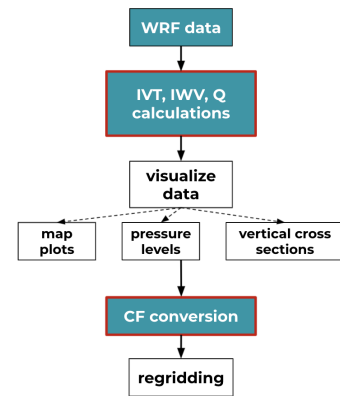 WRF data
IVT, IWV, Q
calculations
visualize
data
map
plots
pressure
levels
vertical cross
sections
CF conversion
regridding